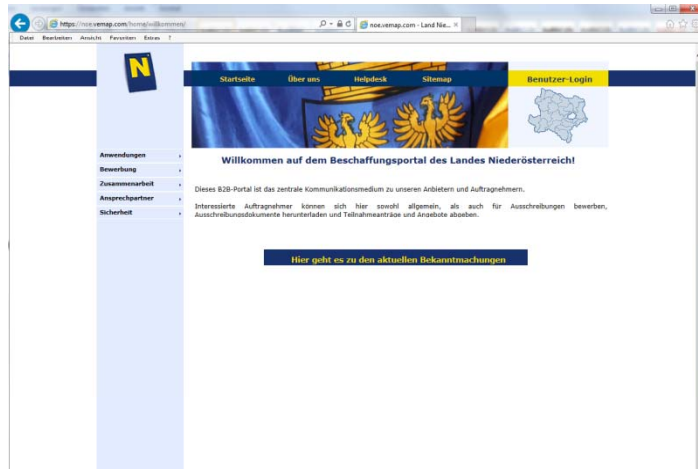 https://noe.vemap.com/home/willkommen/
noe.vemap.com - Land Nie...
Datei Bearbeiten Ansicht Favoriten Extras ?
N
Startseite Über uns Helpdesk Sitemap Benutzer-Login
Anwendungen
Bewerbung
Zusammenarbeit
Ansprechpartner
Sicherheit
Willkommen auf dem Beschaffungsportal des Landes Niederösterreich!
Dieses B2B-Portal ist das zentrale Kommunikationsmedium zu unseren Anbietern und Auftragnehmern.
Interessierte Auftragnehmer können sich hier sowohl allgemein, als auch für Ausschreibungen bewerben,
Ausschreibungsdokumente herunterladen und Teilnahmeanträge und Angebote abgeben.
Hier geht es zu den aktuellen Bekanntmachungen